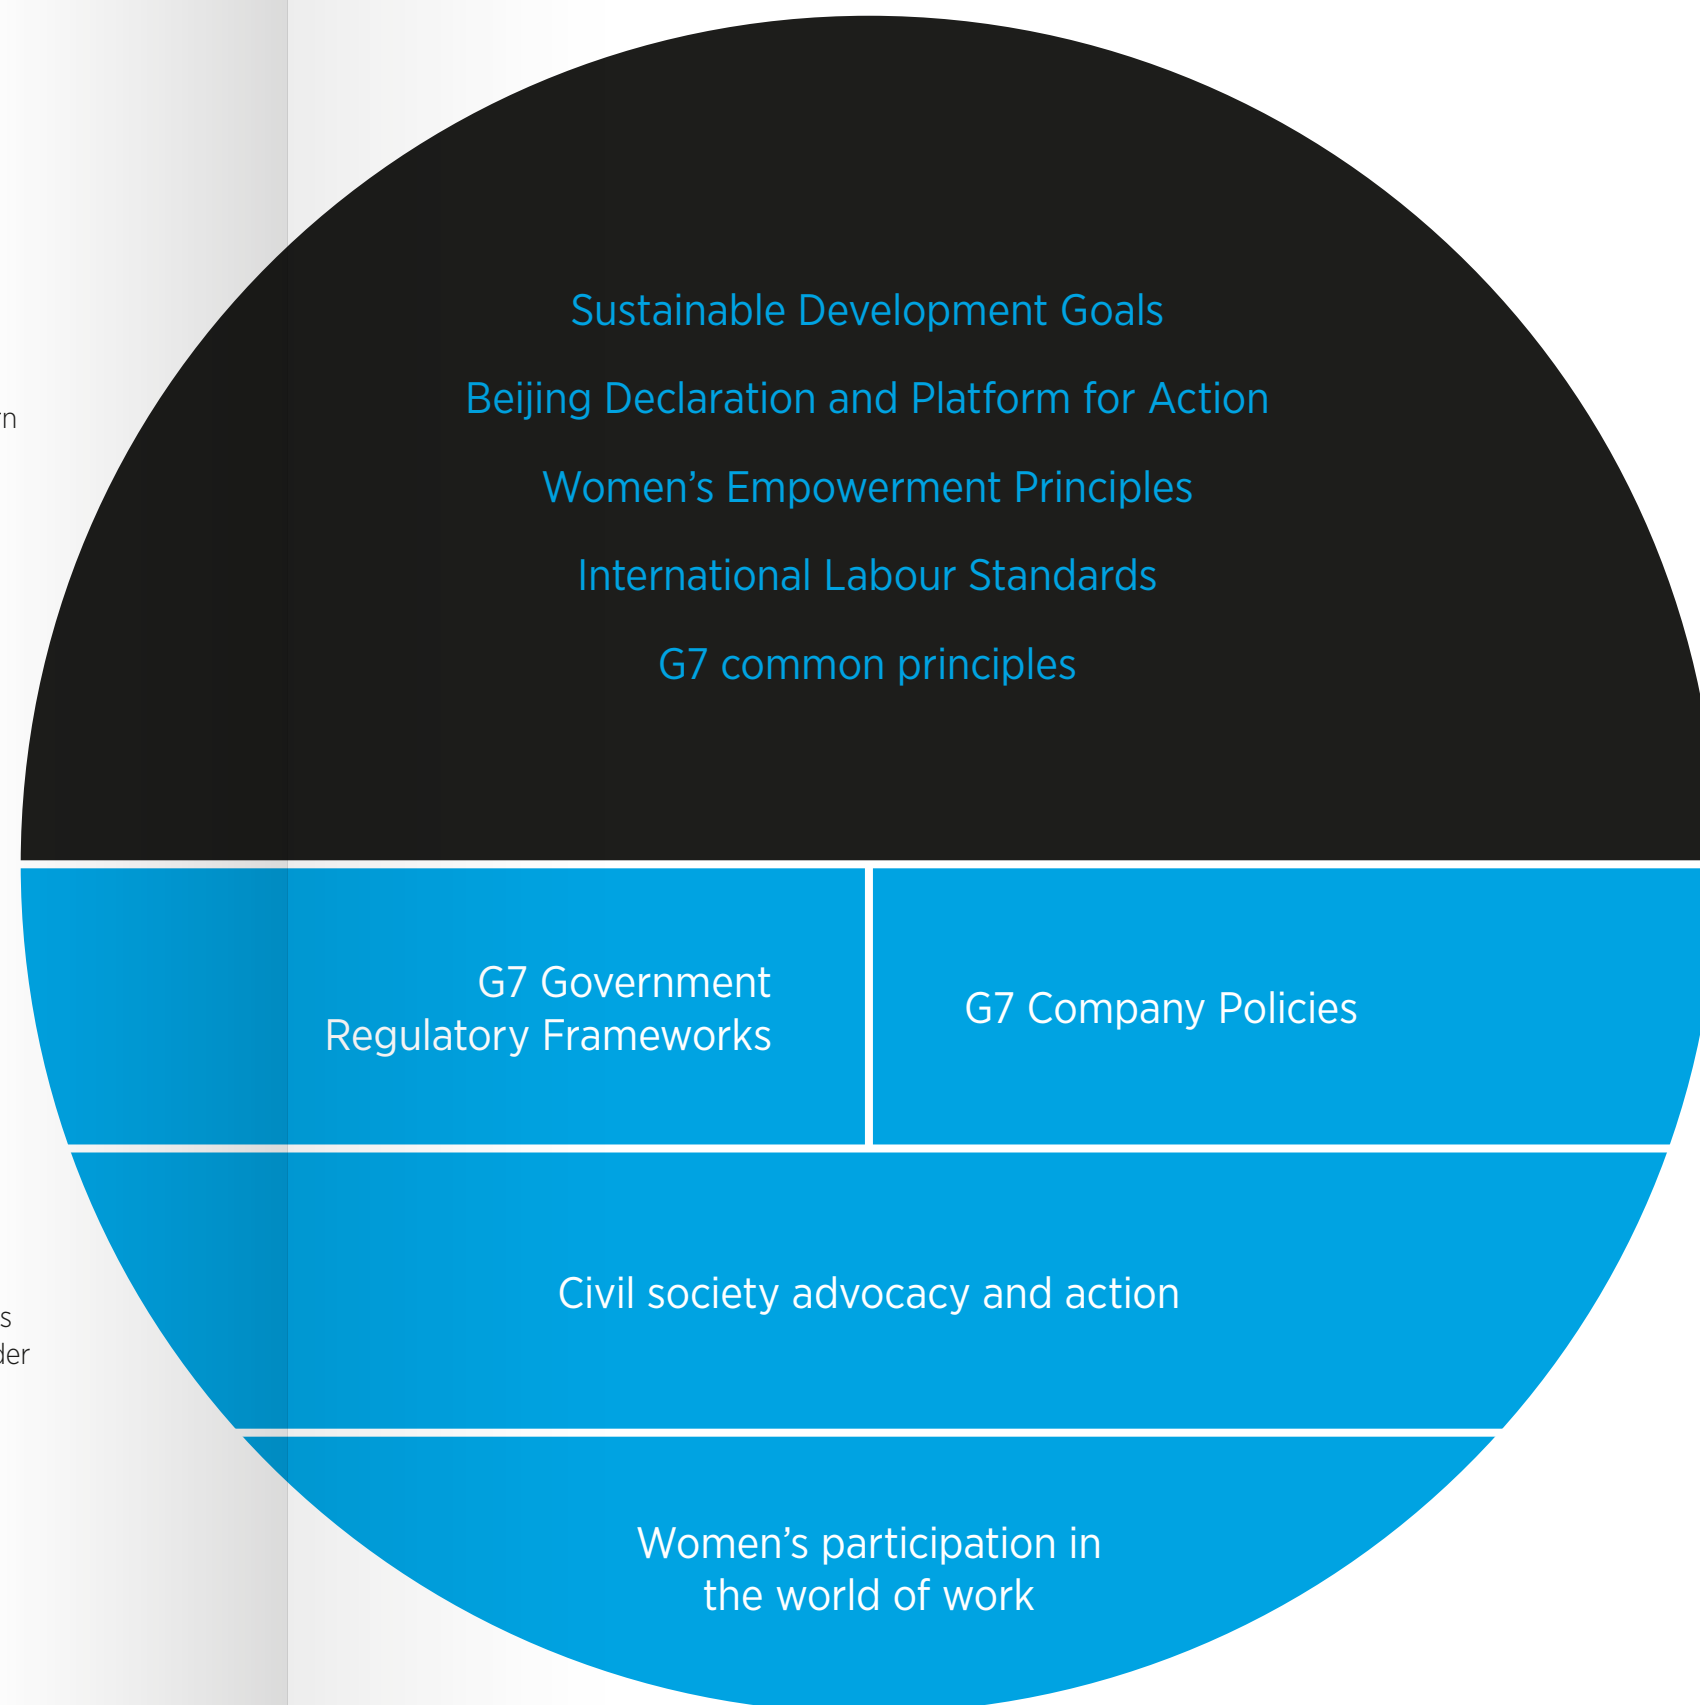 Sustainable Development Goals
Beijing Declaration and Platform for Action
Women's Empowerment Principles
International Labour Standards
G7 common principles
G7 Government
Regulatory Frameworks
G7 Company Policies
Civil society advocacy and action
Women's participation in
the world of work